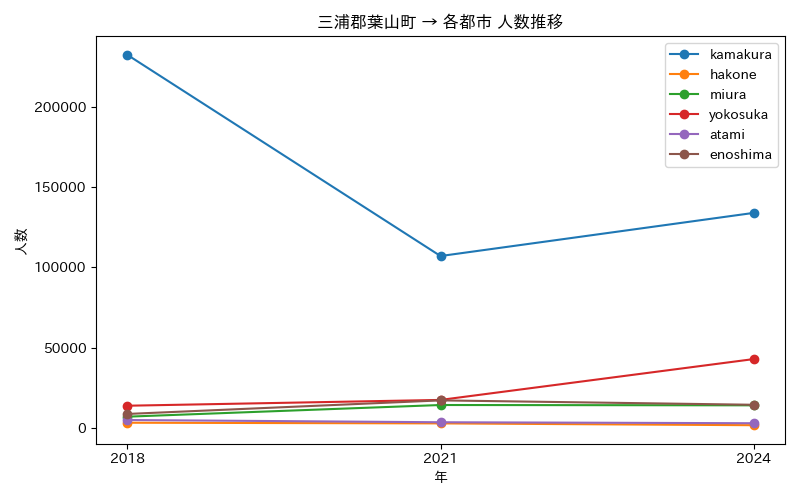 三浦郡葉山町 → 各都市 人数推移
人数
200000
150000
100000
50000
0
2018
2021
2024
年
kamakura
hakone
miura
yokosuka
atami
enoshima